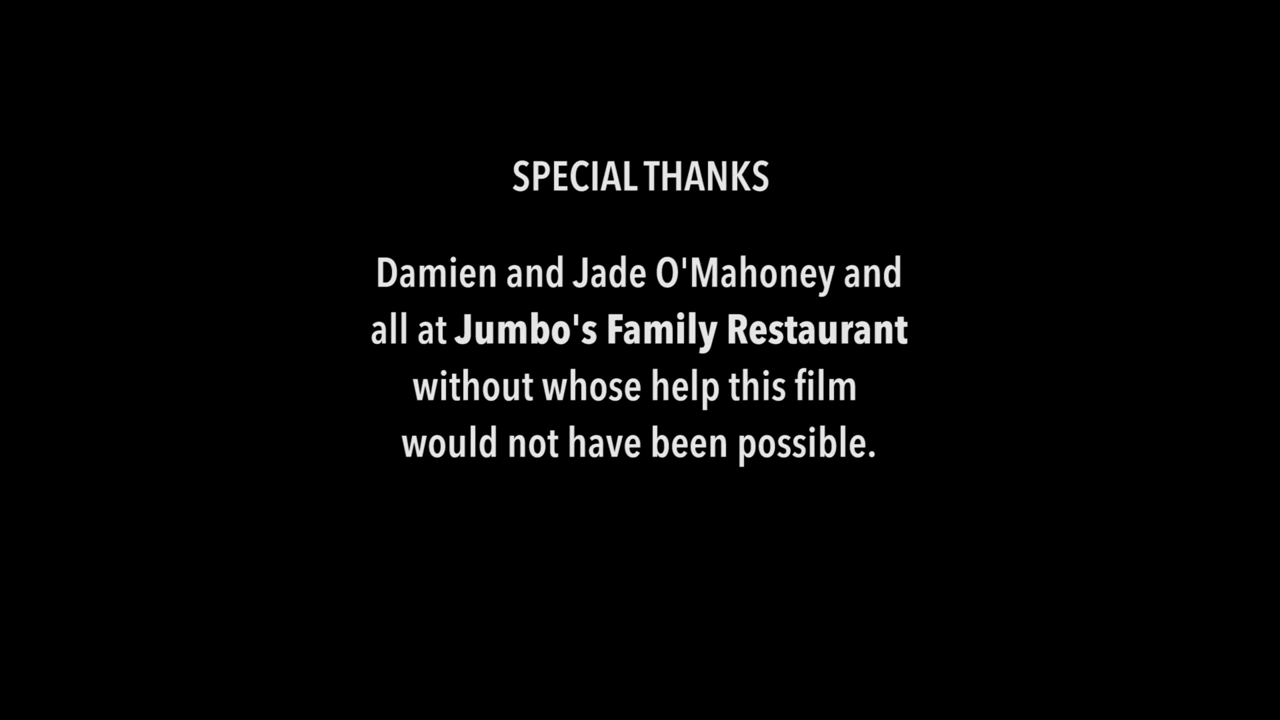 SPECIAL THANKS
Damien and Jade O'Mahoney and
all at Jumbo's Family Restaurant
without whose help this film
would not have been possible.